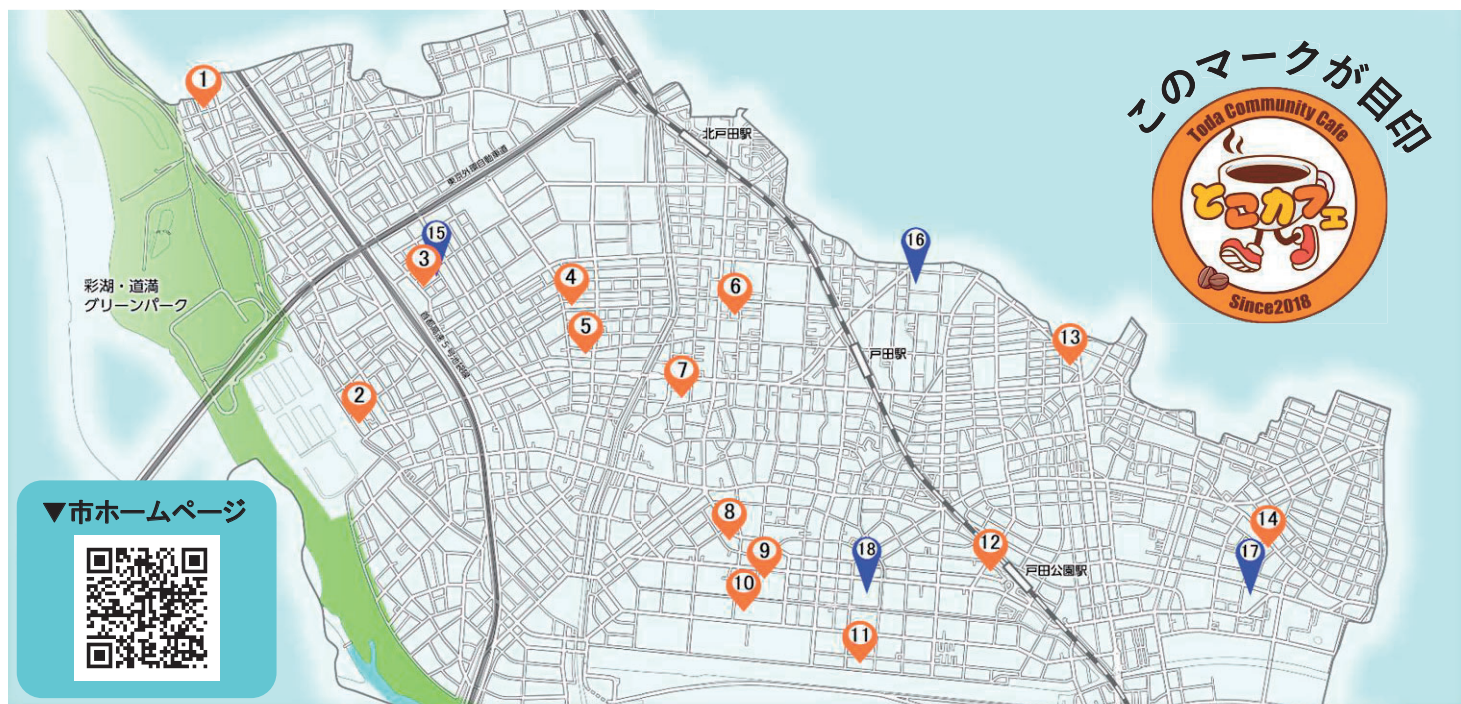 このマークが目印
Toda Community Cafe
とこカフェ
Since2018
1
北戸田駅
東京外環自動車道
15
3
16
4
6
彩湖・道満
グリーンパーク
5
13
首都高速5号池袋線
戸田駅
7
2
▼市ホームページ
8
14
9
18
12
17
10
戸田公園駅
11